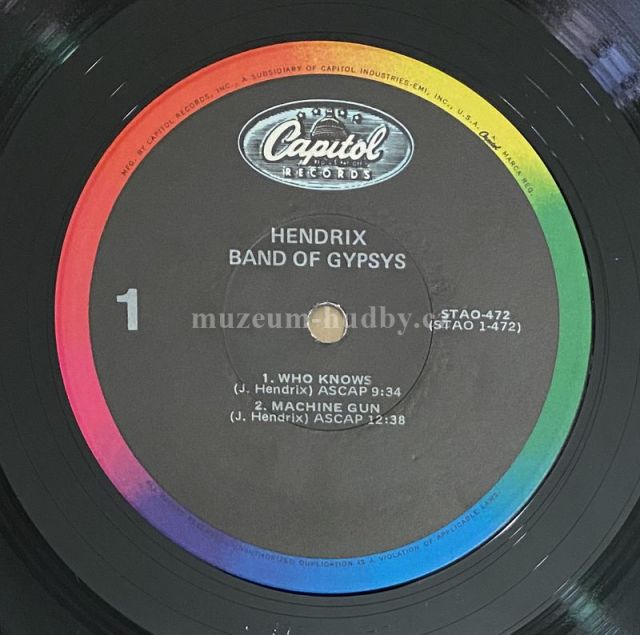 MFG. BY CAPITOL RECORDS, INC., A SUBSIDIARY OF CAPITOL INDUSTRIES-EMI, INC., U.S.A. Capitol MARCA REG.
Capitol
RECORDS
HENDRIX
BAND OF GYPSYS
1
STAO-472
(STAO 1-472)
muzeum-hudby.c
1. WHO KNOWS
(J. Hendrix) ASCAP 9:34
2. MACHINE GUN
(J. Hendrix) ASCAP 12:38
UNAUTHORIZED DUPLICATION IS A VIOLATION OF APPLICABLE LAWS.